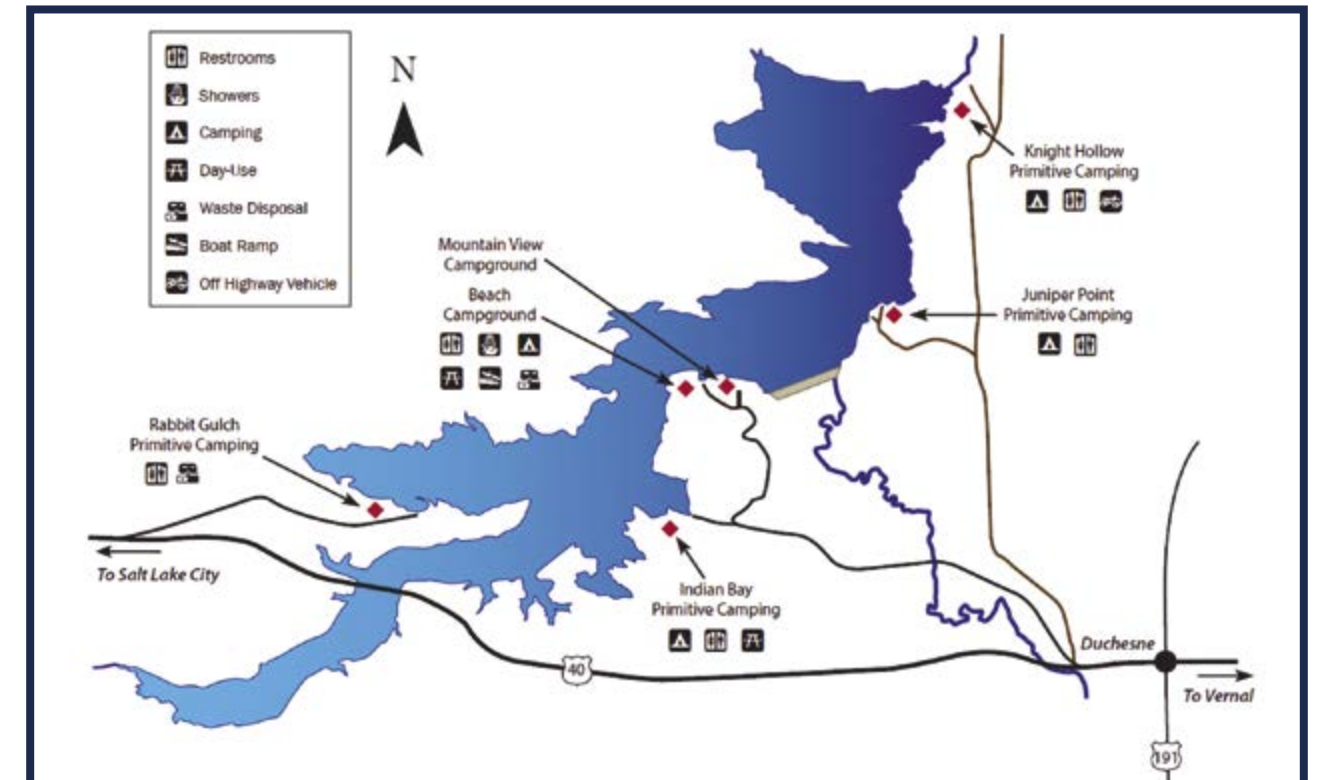 Restrooms
Showers
Camping
Day-Use
Waste Disposal
Boat Ramp
Off Highway Vehicle
N
Knight Hollow
Primitive Camping
Mountain View
Campground
Beach
Campground
Juniper Point
Primitive Camping
Rabbit Gulch
Primitive Camping
To Salt Lake City
Indian Bay
Primitive Camping
40
Duchesne
To Vernal
191